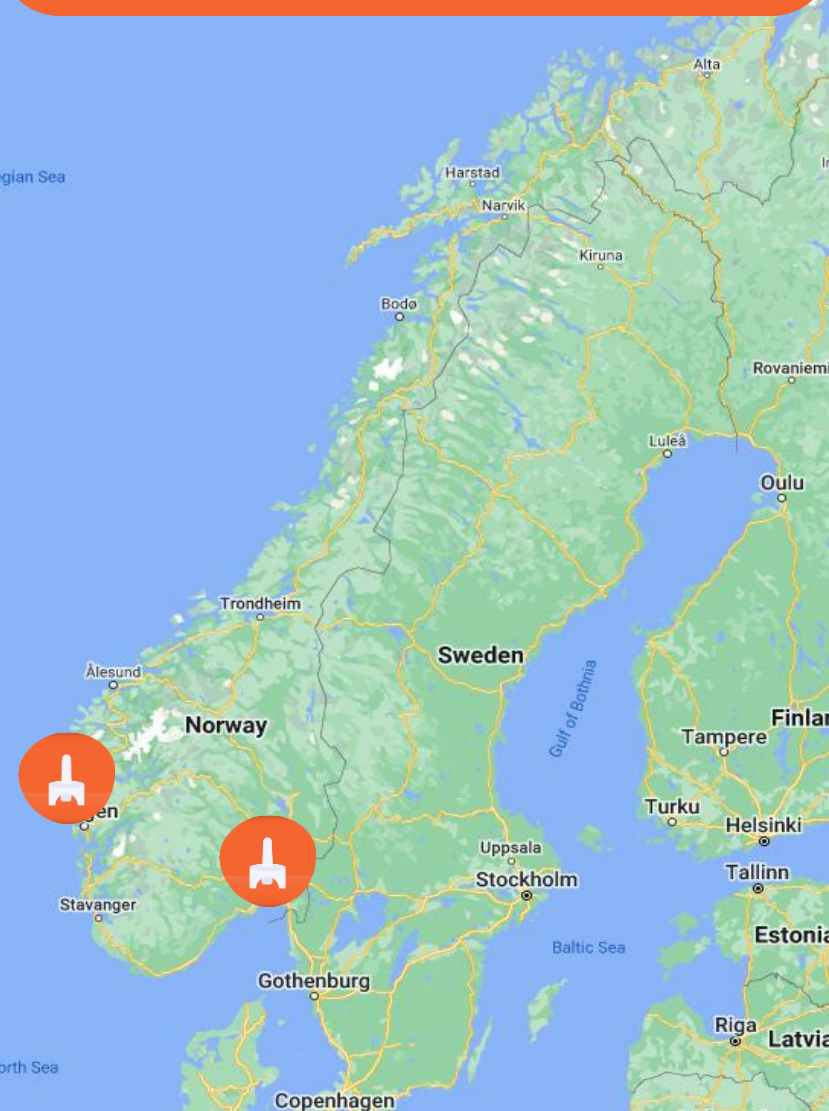 Alta
egian Sea
Harstad
Narvik
Kiruna
Bodø
Rovaniemi
Luleå
Oulu
Trondheim
Sweden
Ålesund
Gulf of Bothnia
Norway
Finlan
Tampere
gen
Turku
Helsinki
Uppsala
Tallinn
Stockholm
Stavanger
Estonia
Baltic Sea
Gothenburg
Riga
Latvia
orth Sea
Copenhagen